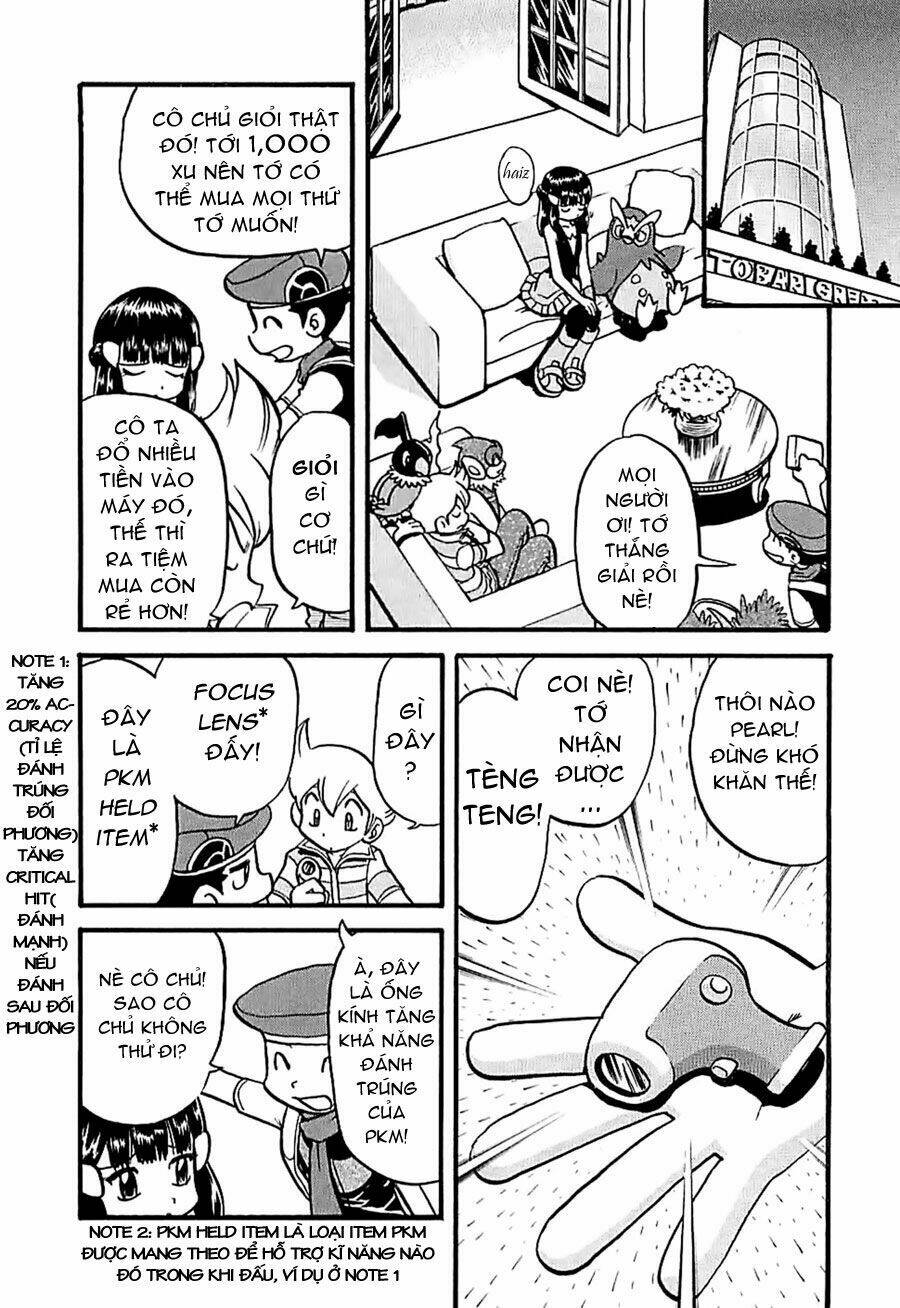 TOBARI GREA
haiz
MỌI
NGƯỜI
ƠI! TỚ
THẮNG
GIẢI RỒI
NÈ!
CÔ CHỦ GIỎI THẬT
ĐÓ! TỚI 1,000
XU NÊN TỚ CÓ
THỂ MUA MỌI THỨ
TỚ MUỐN!
GIỎI
GÌ
CƠ
CHỨ!
CÔ TA
ĐỔ NHIỀU
TIỀN VÀO
MÁY ĐÓ,
THẾ THÌ
RA TIỆM
MUA CÒN
RẺ HƠN!
THÔI NÀO
PEARL!
ĐỪNG KHÓ
KHĂN THẾ!
COI NÈ!
TỚ
NHẬN
ĐƯỢC
...
TÈNG
TENG!
GÌ
ĐÂY
?
FOCUS
LENS*
ĐẤY!
ĐÂY
LÀ
PKM
HELD
ITEM*
NOTE 1:
TĂNG
20% AC-
CURACY
(TỈ LỆ
ĐÁNH
TRÚNG
ĐỐI
PHƯƠNG)
TĂNG
CRITICAL
HIT(
ĐÁNH
MẠNH)
NẾU
ĐÁNH
SAU ĐỐI
PHƯƠNG
À, ĐÂY
LÀ ỐNG
KÍNH TĂNG
KHẢ NĂNG
ĐÁNH
TRÚNG
CỦA
PKM!
NÈ CÔ CHỦ!
SAO CÔ
CHỦ KHÔNG
THỬ ĐI?
NOTE 2: PKM HELD ITEM LÀ LOẠI ITEM PKM
ĐƯỢC MANG THEO ĐỂ HỖ TRỢ KĨ NĂNG NÀO
ĐÓ TRONG KHI ĐẤU, VÍ DỤ Ở NOTE 1